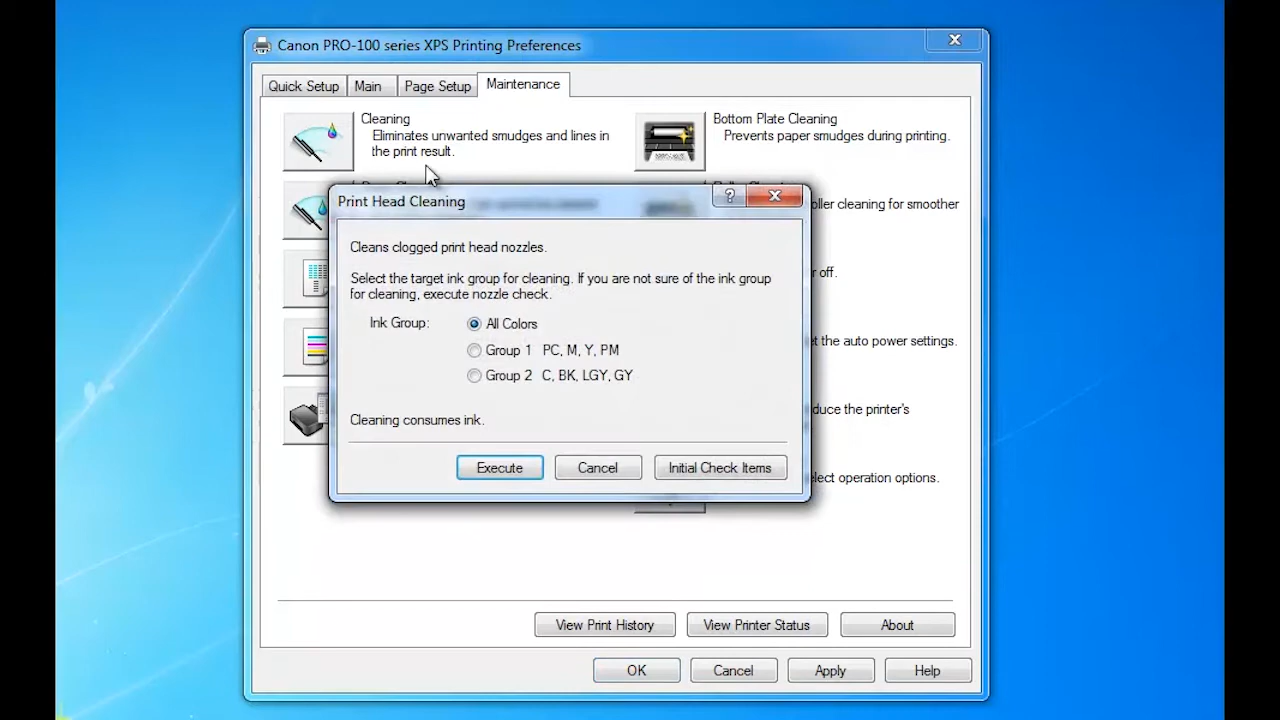 Canon PRO-100 series XPS Printing Preferences
Quick Setup
Main
Page Setup
Maintenance
Cleaning
Eliminates unwanted smudges and lines in
the print result.
Bottom Plate Cleaning
Prevents paper smudges during printing.
Print Head Cleaning
?
oller cleaning for smoother
Cleans clogged print head nozzles.
Select the target ink group for cleaning. If you are not sure of the ink group
for cleaning, execute nozzle check.
r off.
Ink Group:
All Colors
Group 1 PC, M, Y, PM
Group 2 C, BK, LGY, GY
et the auto power settings.
duce the printer's
Cleaning consumes ink.
Execute
Cancel
Initial Check Items
elect operation options.
View Print History
View Printer Status
About
OK
Cancel
Apply
Help